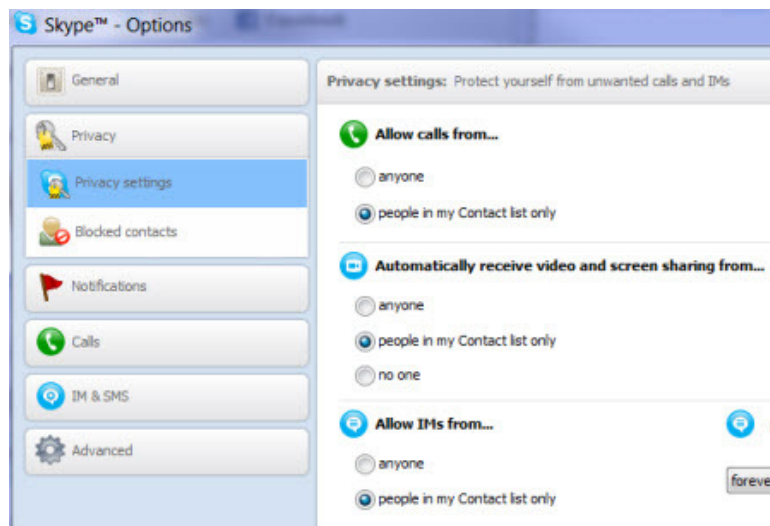 Skype™ - Options
General
Privacy
Privacy settings
Blocked contacts
Notifications
Calls
IM & SMS
Advanced
Privacy settings: Protect yourself from unwanted calls and IMs
Allow calls from...
anyone
people in my Contact list only
Automatically receive video and screen sharing from...
anyone
people in my Contact list only
no one
Allow IMs from...
anyone
people in my Contact list only